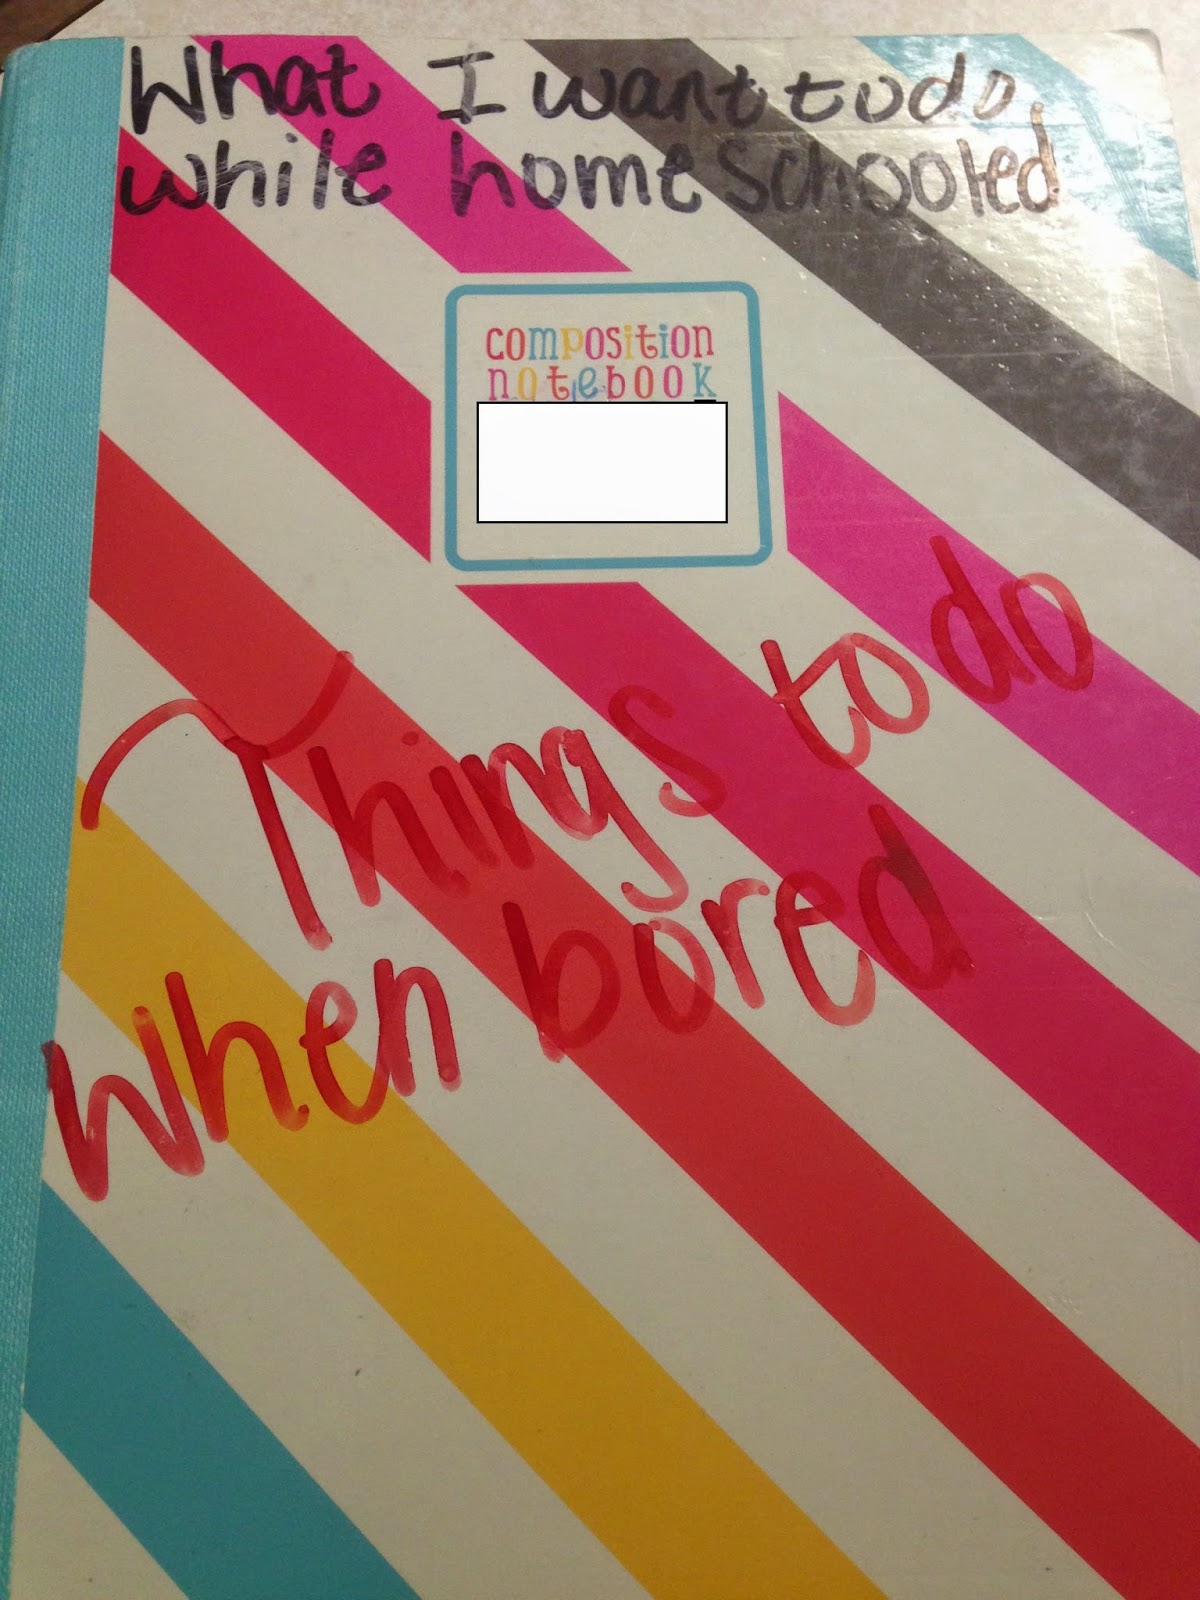 What I want to do
while home schooled
composition
notebook
Things to do
when bored